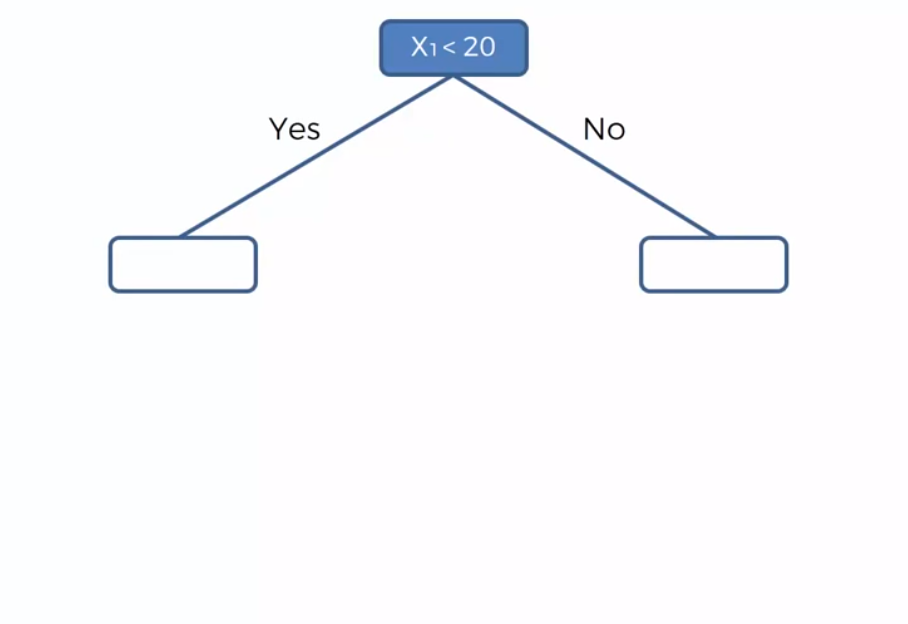 X₁ < 20
Yes
No